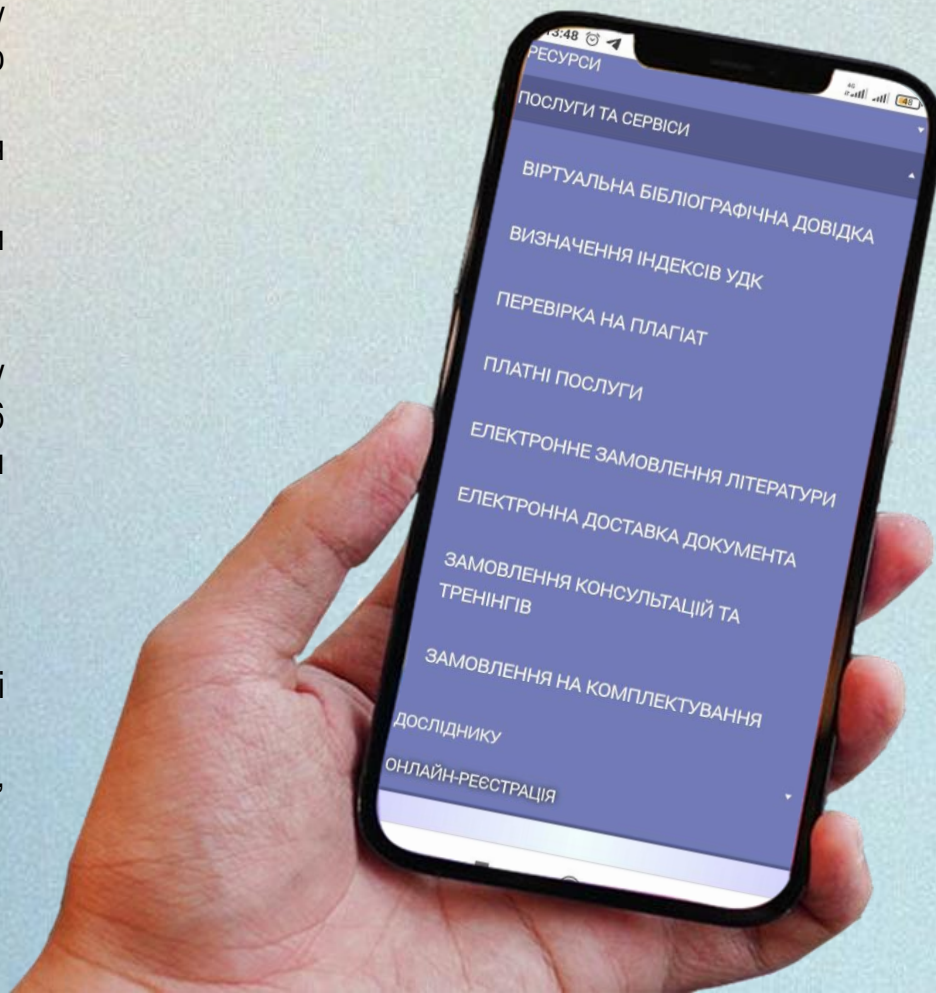 13:48
РЕСУРСИ
ПОСЛУГИ ТА СЕРВІСИ
ВІРТУАЛЬНА БІБЛІОГРАФІЧНА ДОВІДКА
ВИЗНАЧЕННЯ ІНДЕКСІВ УДК
ПЕРЕВІРКА НА ПЛАГІАТ
ПЛАТНІ ПОСЛУГИ
ЕЛЕКТРОННЕ ЗАМОВЛЕННЯ ЛІТЕРАТУРИ
ЕЛЕКТРОННА ДОСТАВКА ДОКУМЕНТА
ЗАМОВЛЕННЯ КОНСУЛЬТАЦІЙ ТА
ТРЕНІНГІВ
ЗАМОВЛЕННЯ НА КОМПЛЕКТУВАННЯ
ДОСЛІДНИКУ
ОНЛАЙН-РЕЄСТРАЦІЯ